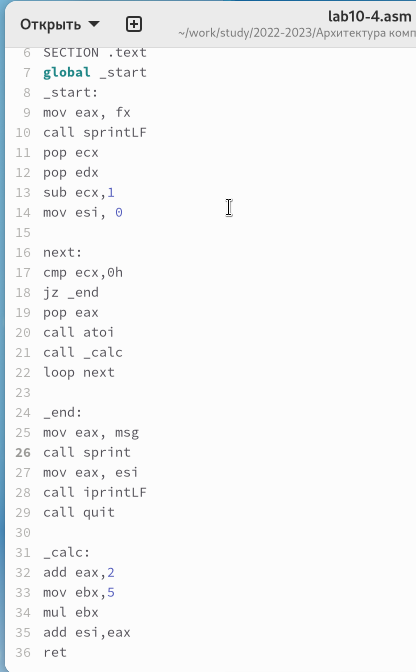 Открыть
lab10-4.asm
~/work/study/2022-2023/Архитектура комп
6 SECTION .text
7 global _start
8 _start:
9 mov eax, fx
10 call sprintLF
11 pop ecx
12 pop edx
13 sub ecx,1
14 mov esi, 0
15
16 next:
17 cmp ecx,0h
18 jz _end
19 pop eax
20 call atoi
21 call _calc
22 loop next
23
24 _end:
25 mov eax, msg
26 call sprint
27 mov eax, esi
28 call iprintLF
29 call quit
30
31 _calc:
32 add eax,2
33 mov ebx,5
34 mul ebx
35 add esi,eax
36 ret